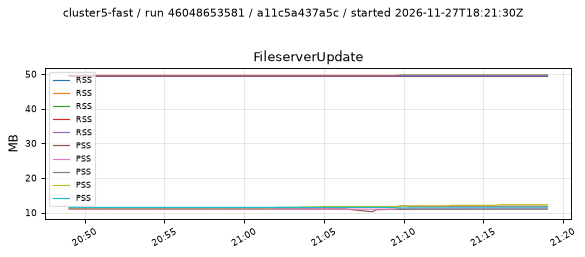 cluster5-fast / run 46048653581 / a11c5a437a5c / started 2026-11-27T18:21:30Z
FileserverUpdate
MB
50
40
30
20
10
RSS
RSS
RSS
RSS
RSS
PSS
PSS
PSS
PSS
PSS
20:50
20:55
21:00
21:05
21:10
21:15
21:20